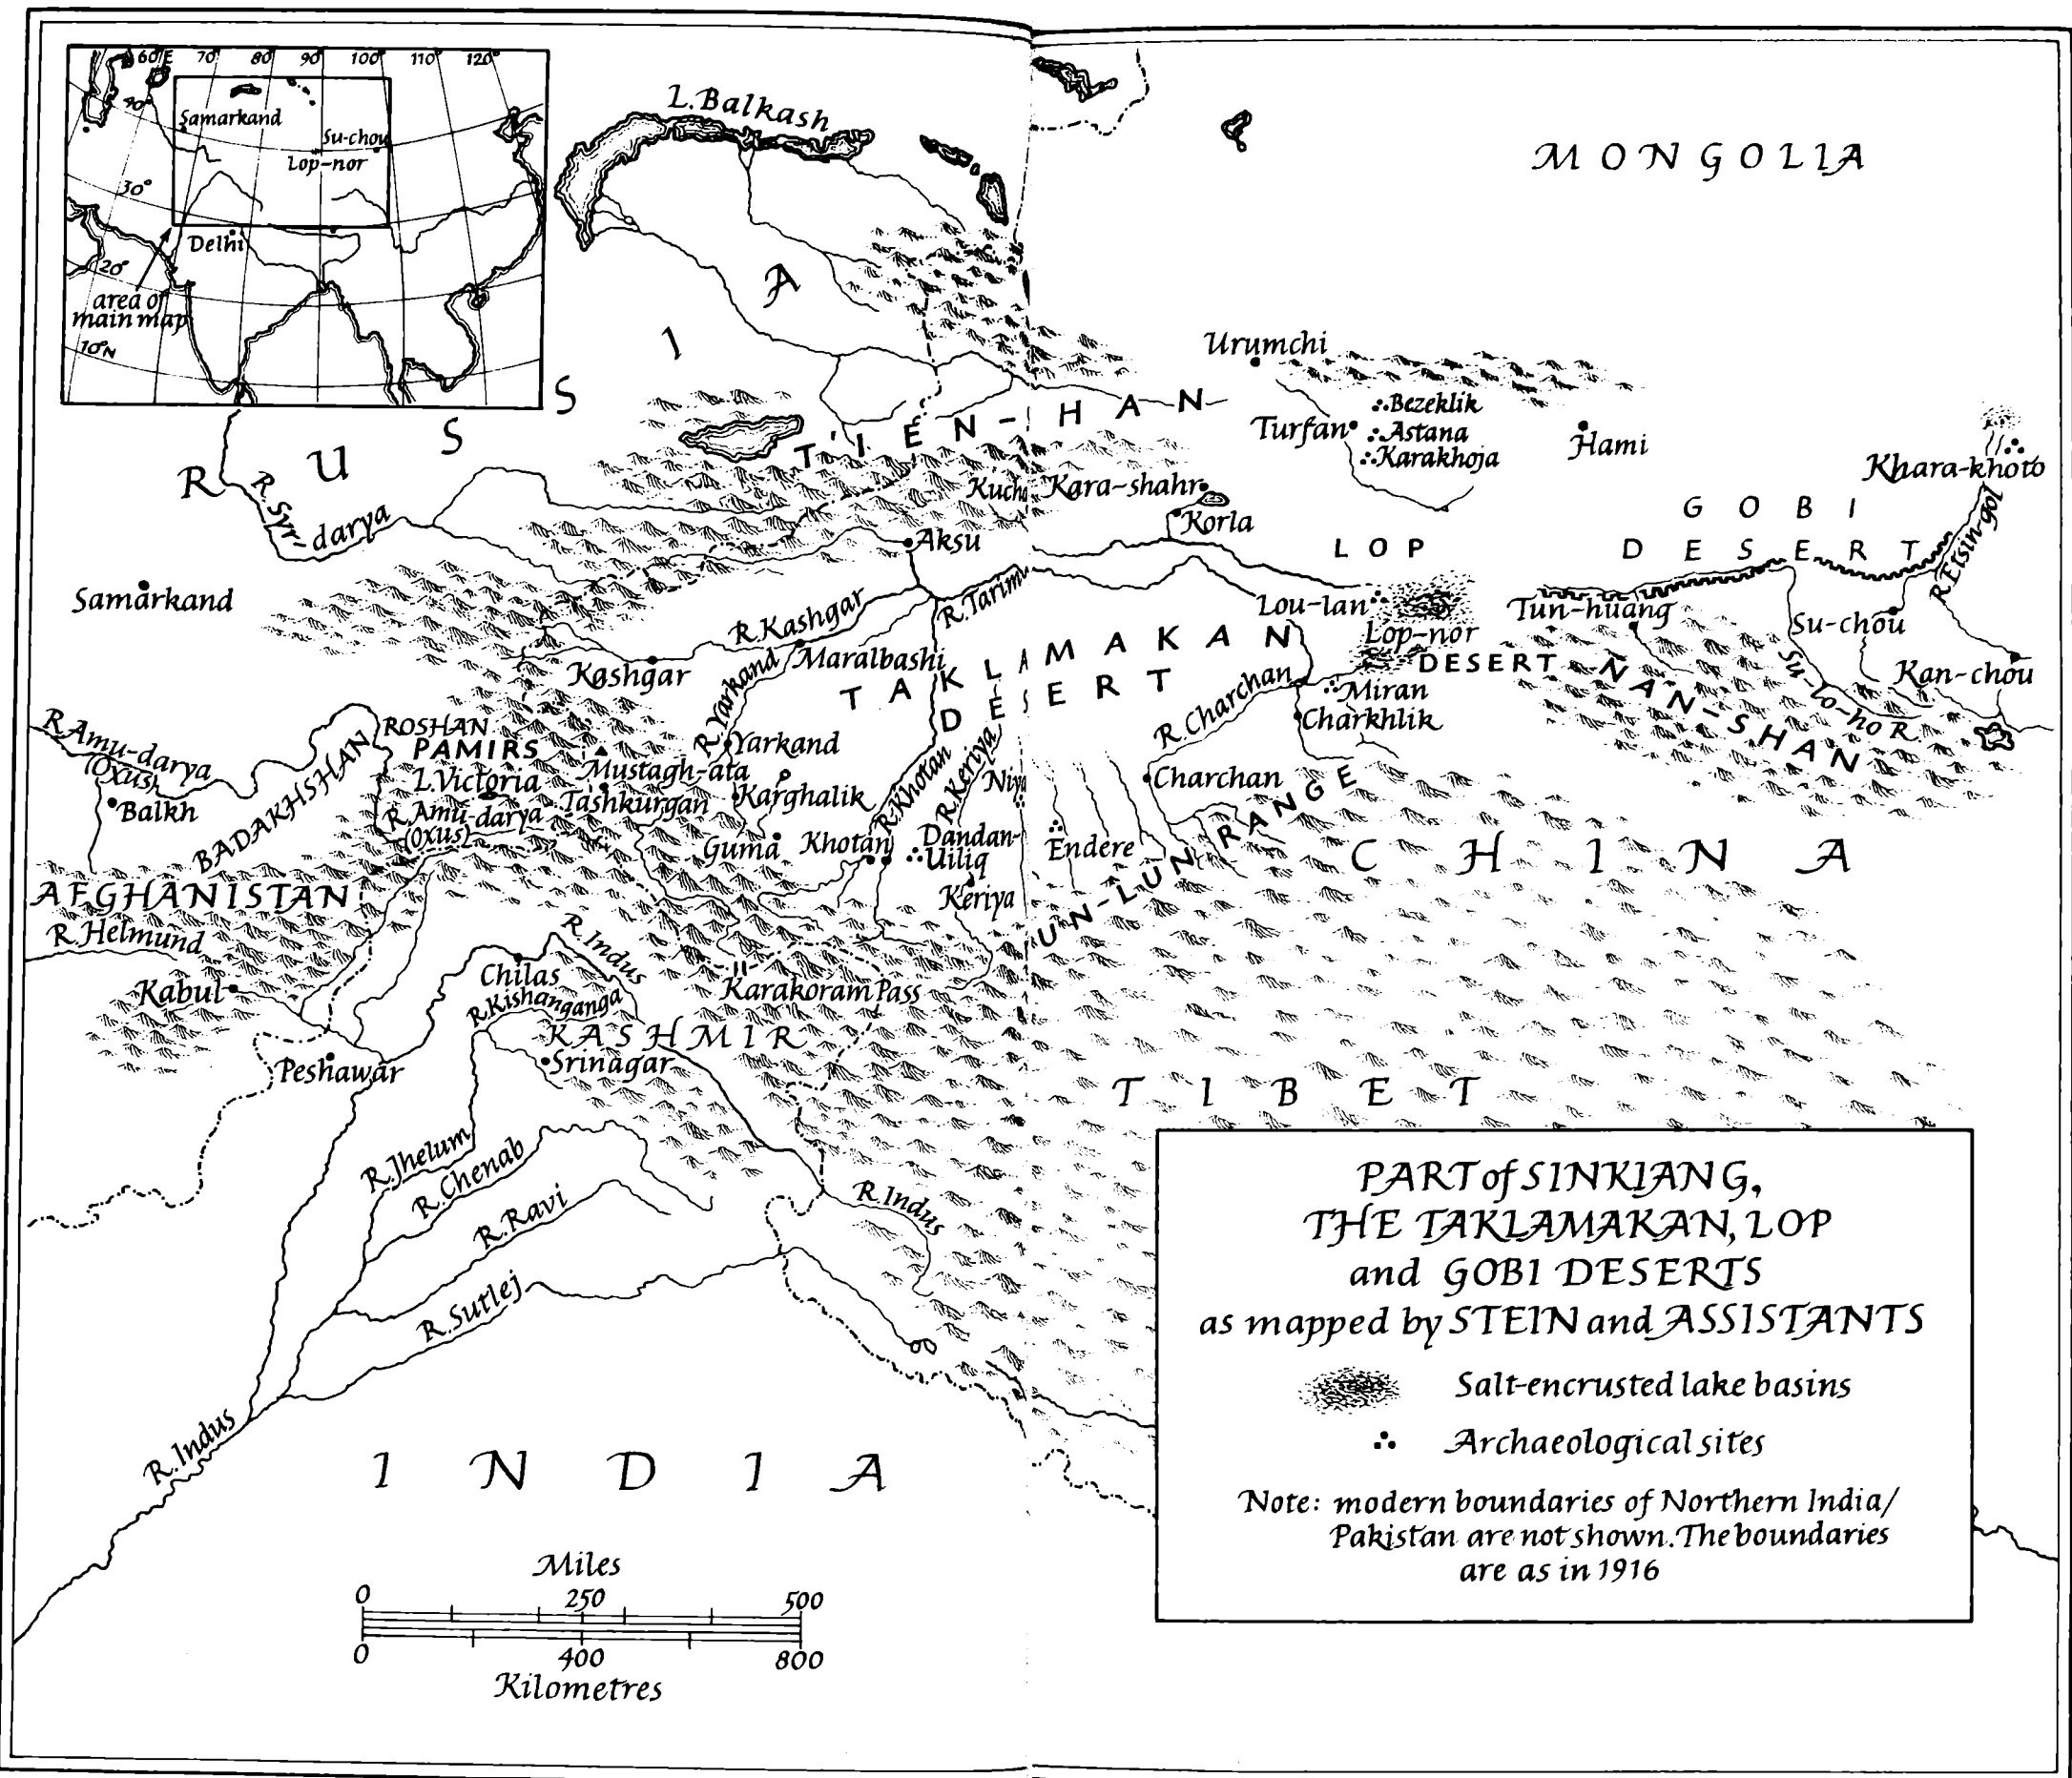 60°E 70° 80° 90° 100° 110° 120°
40°
Samarkand
Su-chou
Lop-nor
30°
Delhi
20°
area of
main map
10°N
L.Balkash
MONGOLIA
RUSSIA
Urumchi
T'IEN-HAN
Bezeklik
Turfan
Astana
Karakhoja
Hami
Khara-khoto
Kucha
Kara-shahr
Korla
R.Syr-darya
Aksu
GOBI
DESERT
LOP
DESERT
R.Etsin-gol
Samarkand
R.Kashgar
R.Tarim
Lou-lan
Lop-nor
Tun-huang
Su-chou
Kashgar
Maralbashi
R.Yarkand
TAKLAMAKAN
DESERT
Miran
Charkhlik
R.Charchan
NAN-SHAN
Su-lo-ho R.
Kan-chou
R.Amu-darya
(Oxus)
Balkh
BADAKHSHAN
ROSHAN
PAMIRS
L.Victoria
R.Amu-darya
(Oxus)
Mustagh-ata
Tashkurgan
Yarkand
Karghalik
Guma
Khotan
R.Khotan
R.Keriya
Niya
Dandan-
Uiliq
Keriya
Endere
Charchan
UN-LUN RANGE
CHINA
AFGHANISTAN
R.Helmund
Kabul
R.Indus
Chilas
R.Kishanganga
Karakoram Pass
KASHMIR
Srinagar
Peshawar
TIBET
R.Jhelum
R.Chenab
R.Ravi
R.Indus
R.Sutlej
R.Indus
INDIA
PART of SINKIANG,
THE TAKLAMAKAN, LOP
and GOBI DESERTS
as mapped by STEIN and ASSISTANTS
Salt-encrusted lake basins
Archaeological sites
Note: modern boundaries of Northern India/
Pakistan are not shown. The boundaries
are as in 1916
Miles
0 250 500
0 400 800
Kilometres